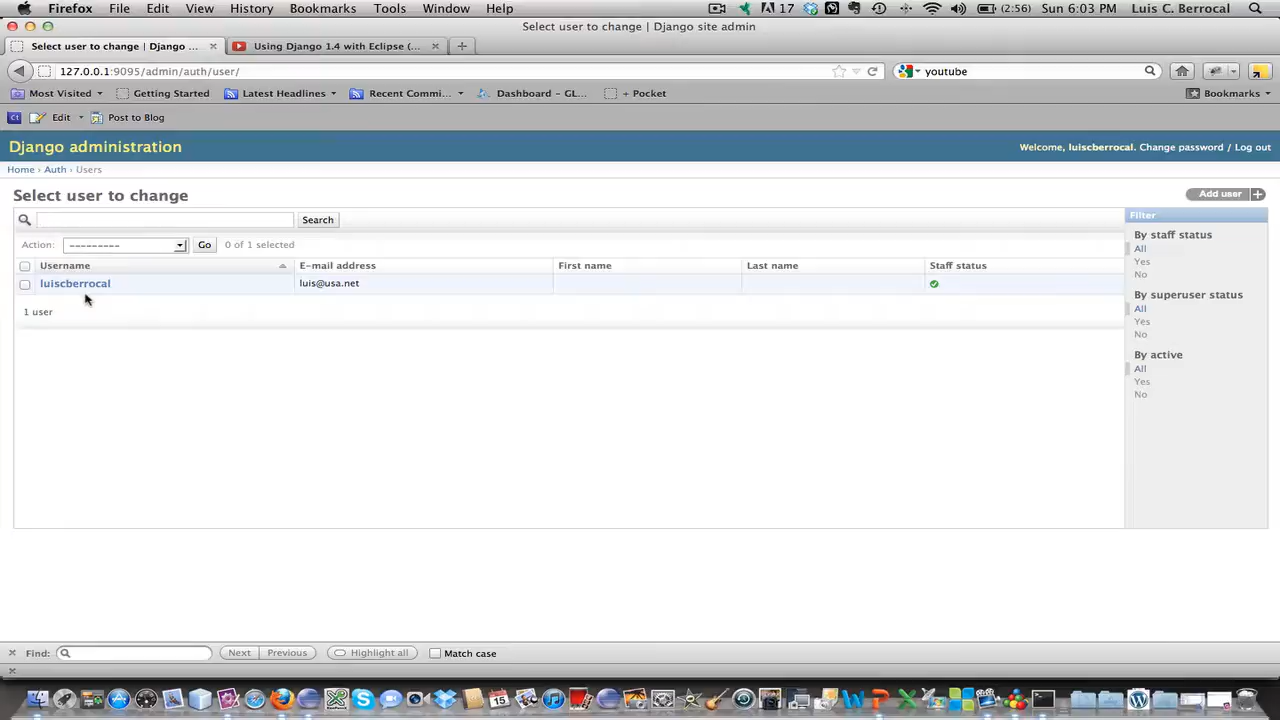 Firefox File Edit View History Bookmarks Tools Window Help 17 (2:56) Sun 6:03 PM Luis C. Berrocal
Select user to change | Django site admin
Select user to change | Django ... Using Django 1.4 with Eclipse (...
127.0.0.1:9095/admin/auth/user/ youtube
Most Visited Getting Started Latest Headlines Recent Commi... Dashboard - GL... + Pocket Bookmarks
Edit Post to Blog
Django administration Welcome, luiscberrocal. Change password / Log out
Home › Auth › Users
Select user to change Add user +
Search Filter
Action: --------- Go 0 of 1 selected By staff status
All
Yes
No
Username E-mail address First name Last name Staff status
luiscberrocal luis@usa.net
1 user
By superuser status
All
Yes
No
By active
All
Yes
No
Find: Next Previous Highlight all Match case